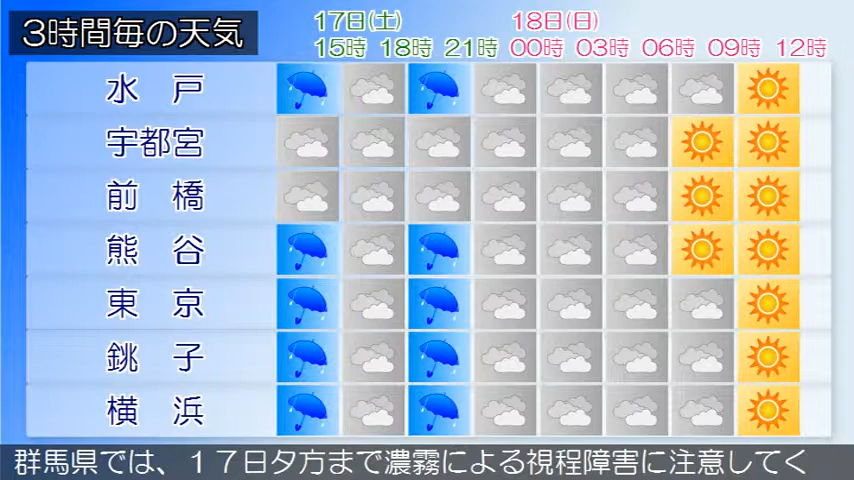 3時間毎の天気
17日(土) 18日(日)
15時 18時 21時 00時 03時 06時 09時 12時
水戸
宇都宮
前橋
熊谷
東京
銚子
横浜
群馬県では、１７日夕方まで濃霧による視程障害に注意してく